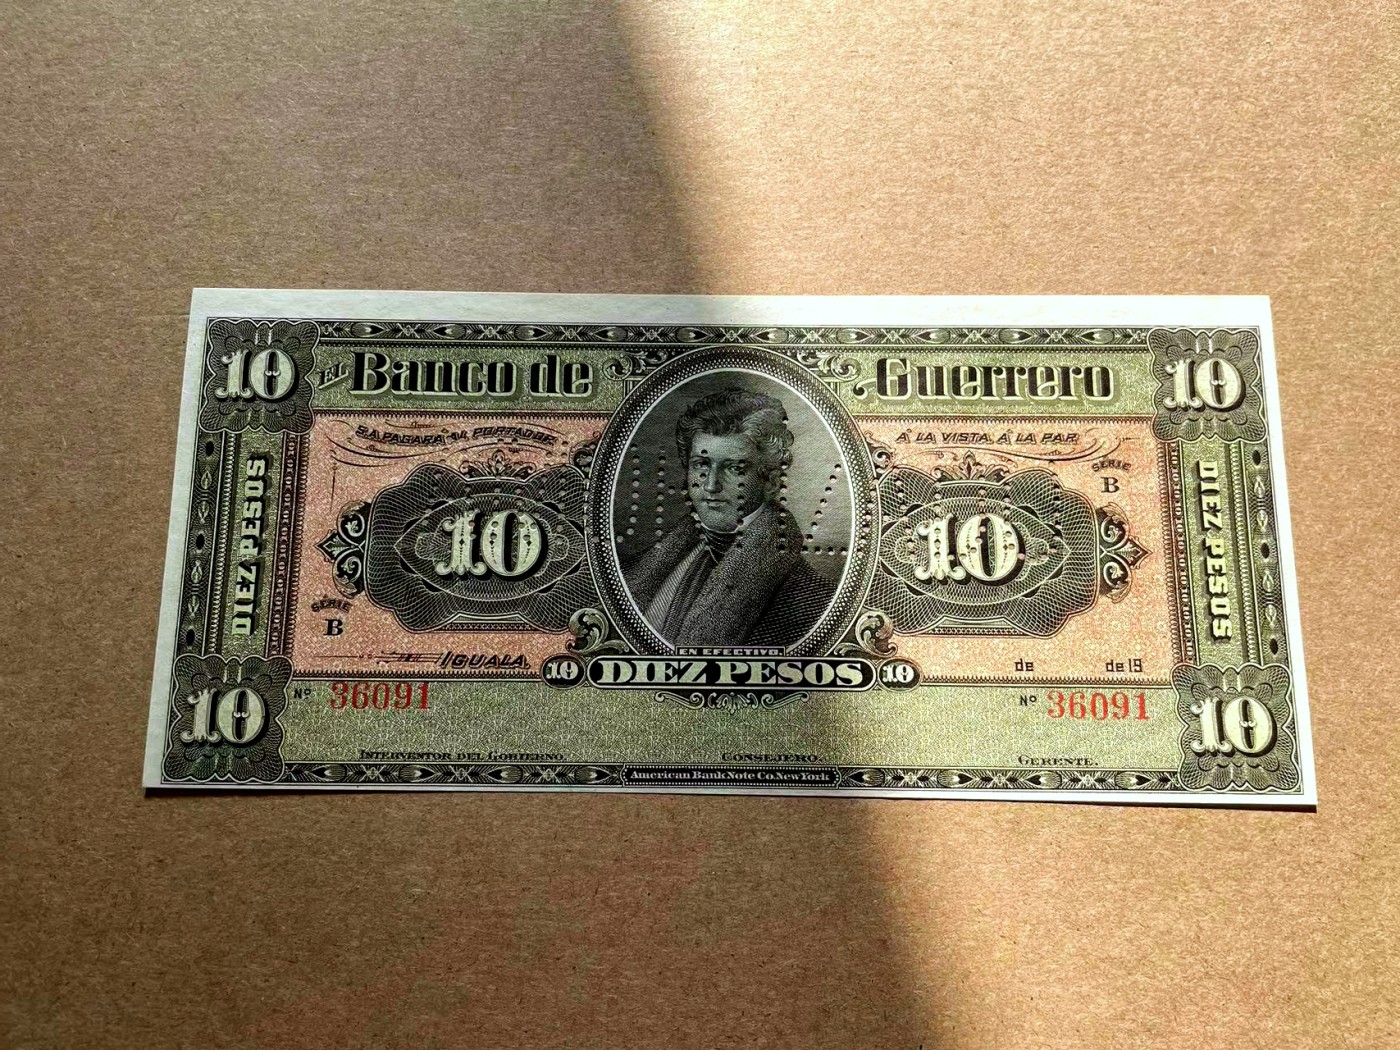 10
10
EL Banco de Guerrero
SE PAGARÁ AL PORTADOR
Á LA VISTA Á LA PAR
SERIE
B
DIEZ PESOS
DIEZ PESOS
10
10
SERIE
B
IGUALA,
EN EFECTIVO.
10 DIEZ PESOS 10
de de 19
No 36091
No 36091
10
10
INTERVENTOR DEL GOBIERNO.
CONSEJERO.
GERENTE.
American Bank Note Co. New York